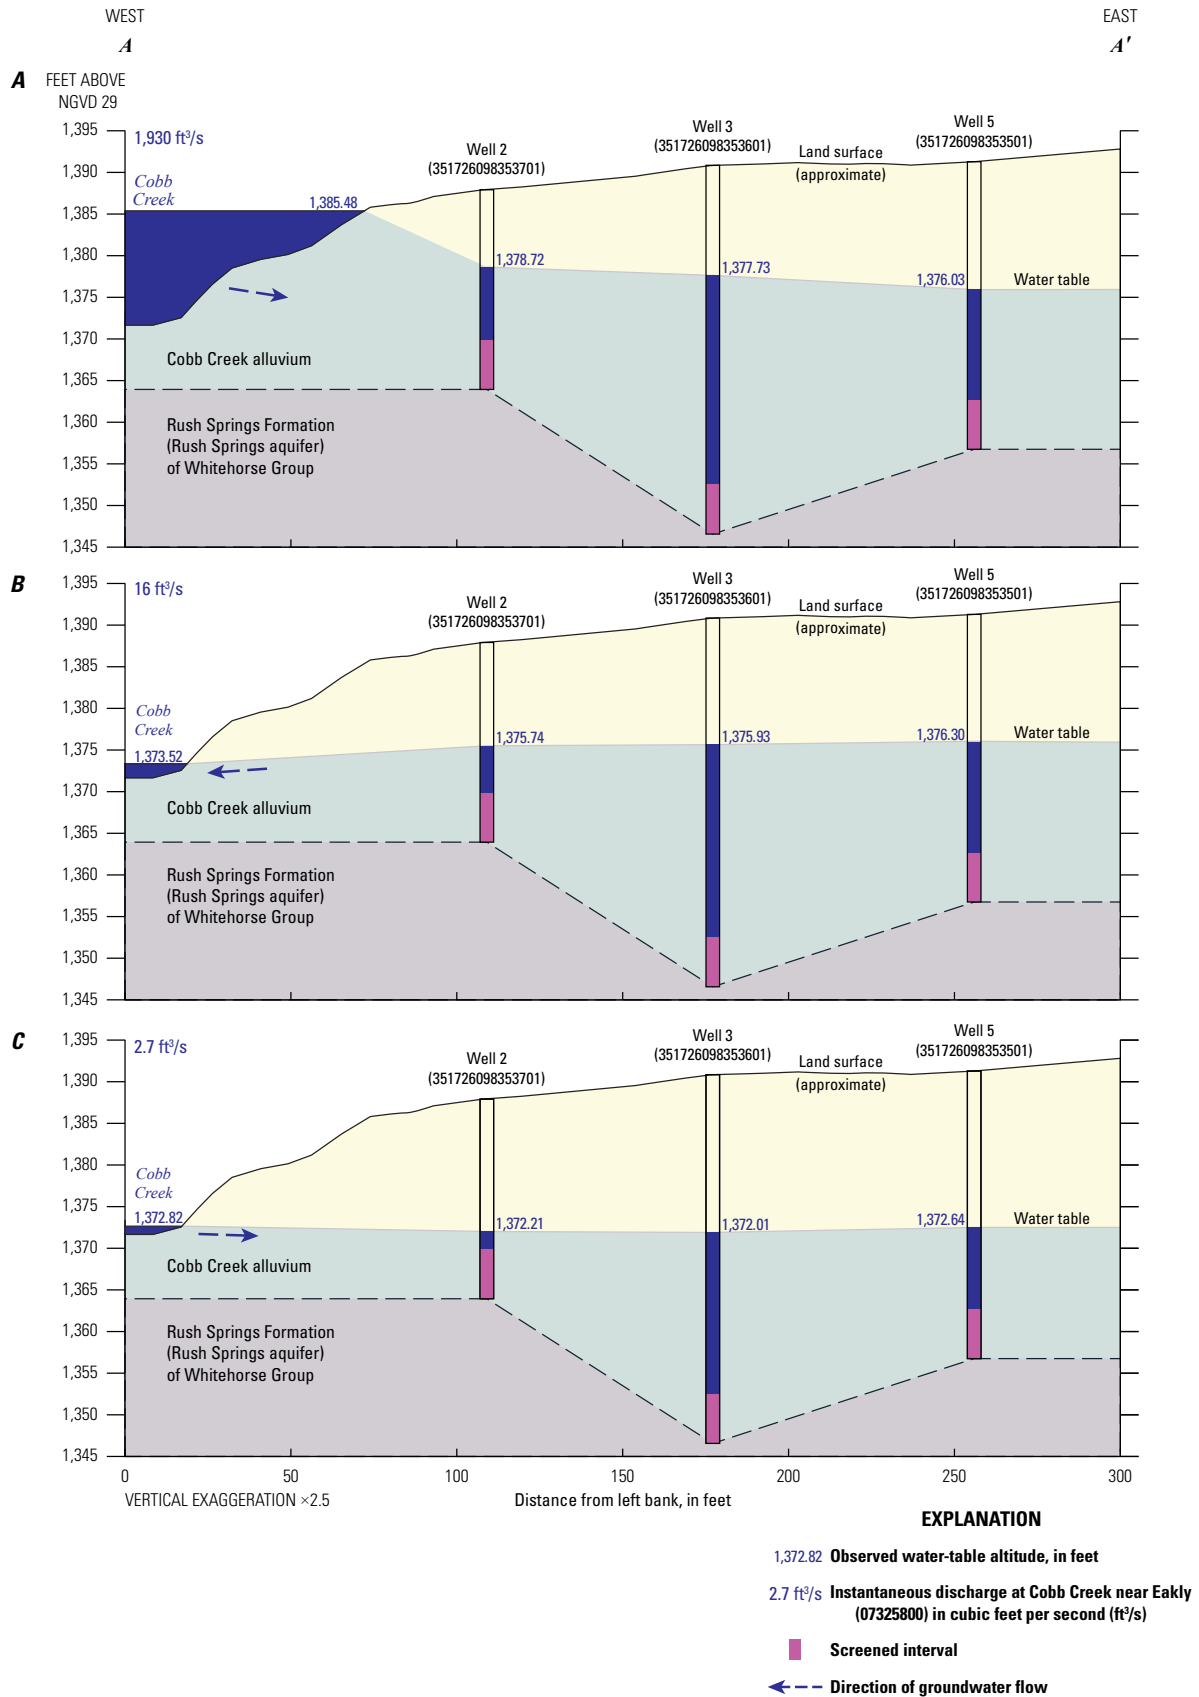 WEST
EAST
A
A'
A
FEET ABOVE
NGVD 29
1,395
1,390
1,385
1,380
1,375
1,370
1,365
1,360
1,355
1,350
1,345
1,930 ft³/s
Cobb
Creek
1,385.48
Well 2
(351726098353701)
Well 3
(351726098353601)
Land surface
(approximate)
Well 5
(351726098353501)
1,378.72
1,377.73
1,376.03
Water table
Cobb Creek alluvium
Rush Springs Formation
(Rush Springs aquifer)
of Whitehorse Group
B
1,395
1,390
1,385
1,380
1,375
1,370
1,365
1,360
1,355
1,350
1,345
16 ft³/s
Well 2
(351726098353701)
Well 3
(351726098353601)
Land surface
(approximate)
Well 5
(351726098353501)
Cobb
Creek
1,373.52
1,375.74
1,375.93
1,376.30
Water table
Cobb Creek alluvium
Rush Springs Formation
(Rush Springs aquifer)
of Whitehorse Group
C
1,395
1,390
1,385
1,380
1,375
1,370
1,365
1,360
1,355
1,350
1,345
2.7 ft³/s
Well 2
(351726098353701)
Well 3
(351726098353601)
Land surface
(approximate)
Well 5
(351726098353501)
Cobb
Creek
1,372.82
1,372.21
1,372.01
1,372.64
Water table
Cobb Creek alluvium
Rush Springs Formation
(Rush Springs aquifer)
of Whitehorse Group
0
50
100
150
200
250
300
VERTICAL EXAGGERATION ×2.5
Distance from left bank, in feet
EXPLANATION
1,372.82 Observed water-table altitude, in feet
2.7 ft³/s Instantaneous discharge at Cobb Creek near Eakly
(07325800) in cubic feet per second (ft³/s)
Screened interval
Direction of groundwater flow